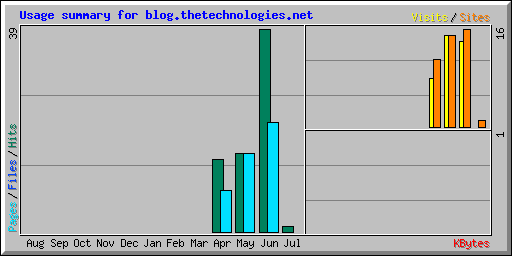 Usage summary for blog.thetechnologies.net
Visits/Sites
39
16
1
Pages/Files/Hits
Aug Sep Oct Nov Dec Jan Feb Mar Apr May Jun Jul
KBytes